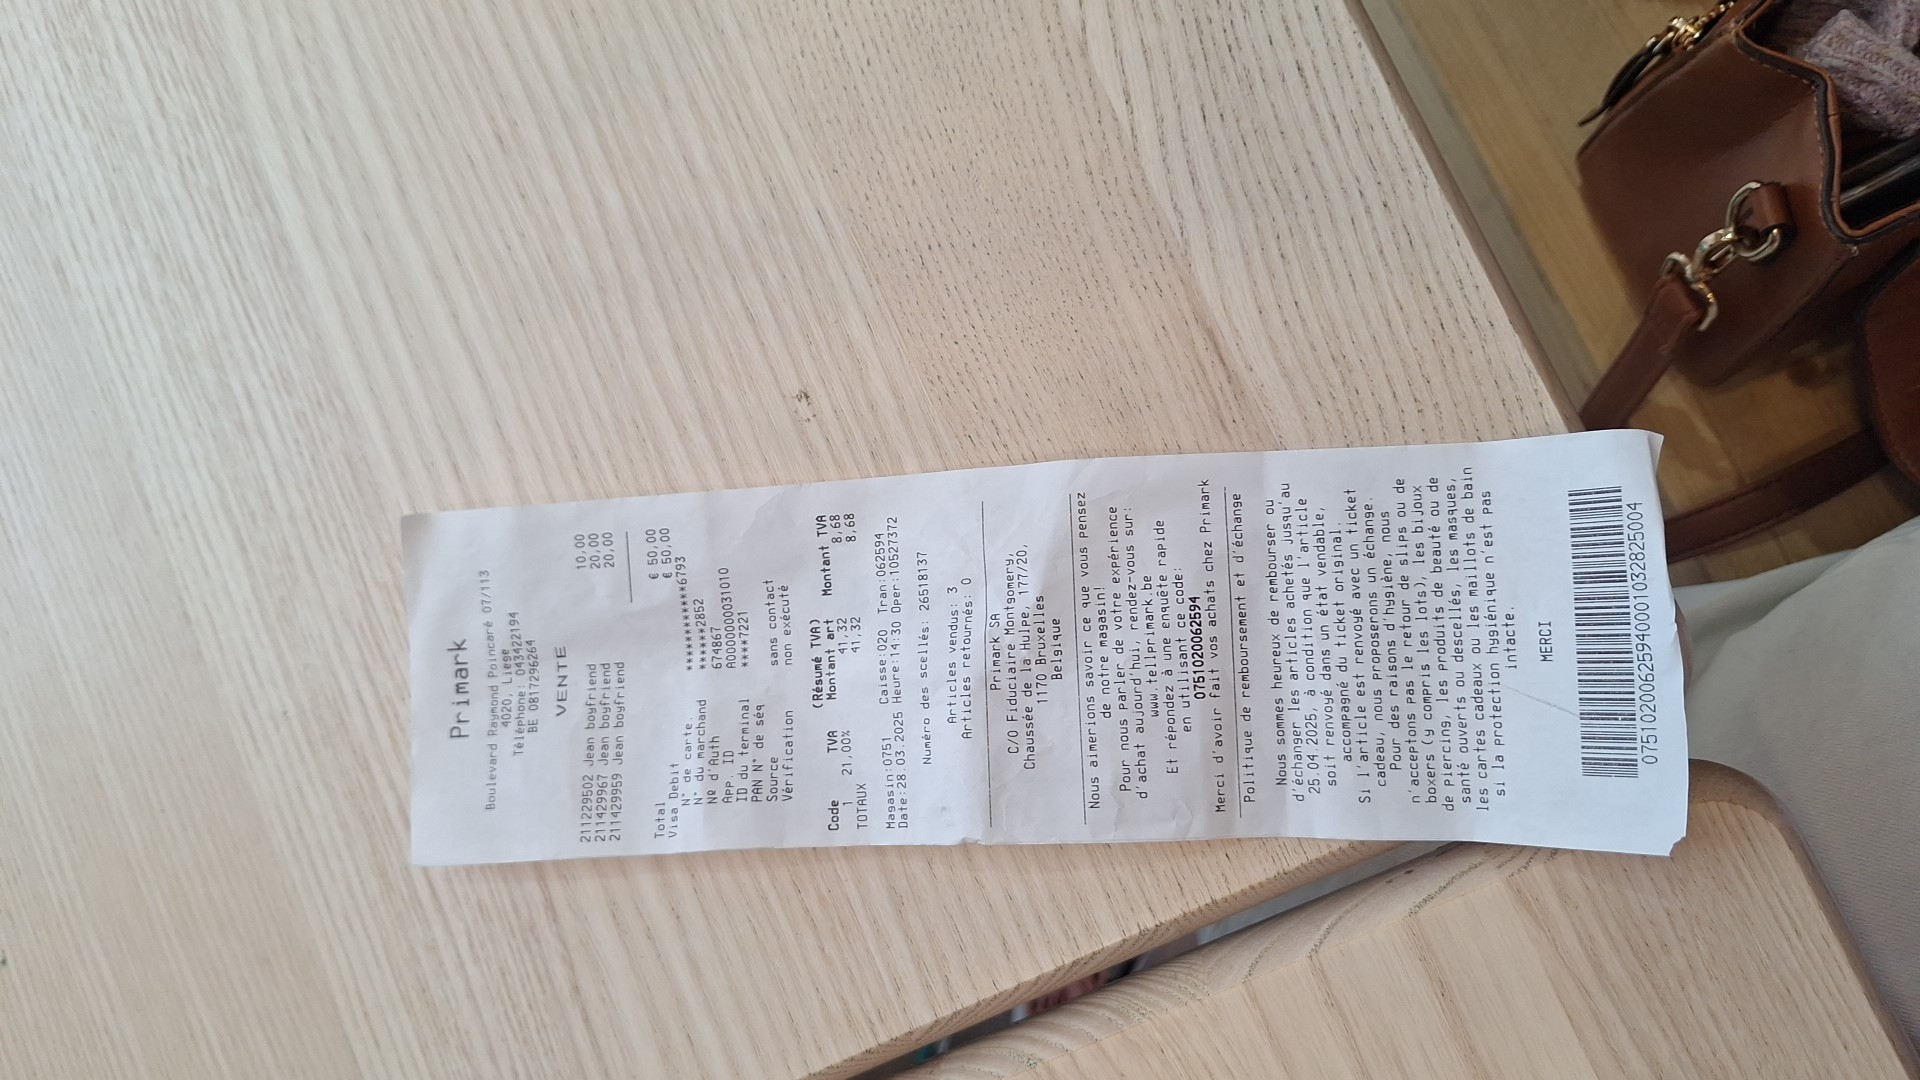 Primark
Boulevard Raymond Poincaré 07/113
4020, Liege
Téléphone: 043422194
BE 0817296264
VENTE
211229502 Jean boyfriend 10,00
211429967 Jean boyfriend 20,00
211429959 Jean boyfriend 20,00
Total € 50,00
Visa Debit € 50,00
N° de carte. ************6793
N° du marchand ******2852
Nº d'Auth 674867
App. ID A0000000031010
ID du terminal ****7221
PAN N° de séq
Source sans contact
Vérification non exécuté
(Résumé TVA)
Code TVA Montant art Montant TVA
1 21,00% 41,32 8,68
TOTAUX 41,32 8,68
Magasin:0751 Caisse:020 Tran:062594
Date:28.03.2025 Heure:14:30 Oper:10527372
Numéro des scellés: 26518137
Articles vendus: 3
Articles retournés: 0
Primark SA
C/O Fiduciaire Montgomery,
Chaussée de la Hulpe, 177/20,
1170 Bruxelles
Belgique
Nous aimerions savoir ce que vous pensez
de notre magasin!
Pour nous parler de votre expérience
d'achat aujourd'hui, rendez-vous sur:
www.tellprimark.be
Et répondez à une enquête rapide
en utilisant ce code:
0751020062594
Merci d'avoir fait vos achats chez Primark
Politique de remboursement et d'échange
Nous sommes heureux de rembourser ou
d'échanger les articles achetés jusqu'au
25.04.2025, à condition que l'article
soit renvoyé dans un état vendable,
accompagné du ticket original.
Si l'article est renvoyé avec un ticket
cadeau, nous proposerons un échange.
Pour des raisons d'hygiène, nous
n'acceptions pas le retour de slips ou de
boxers (y compris les lots), les bijoux
de piercing, les produits de beauté ou de
santé ouverts ou descellés, les masques,
les cartes cadeaux ou les maillots de bain
si la protection hygiénique n'est pas
intacte.
MERCI
07510200625940001032825004